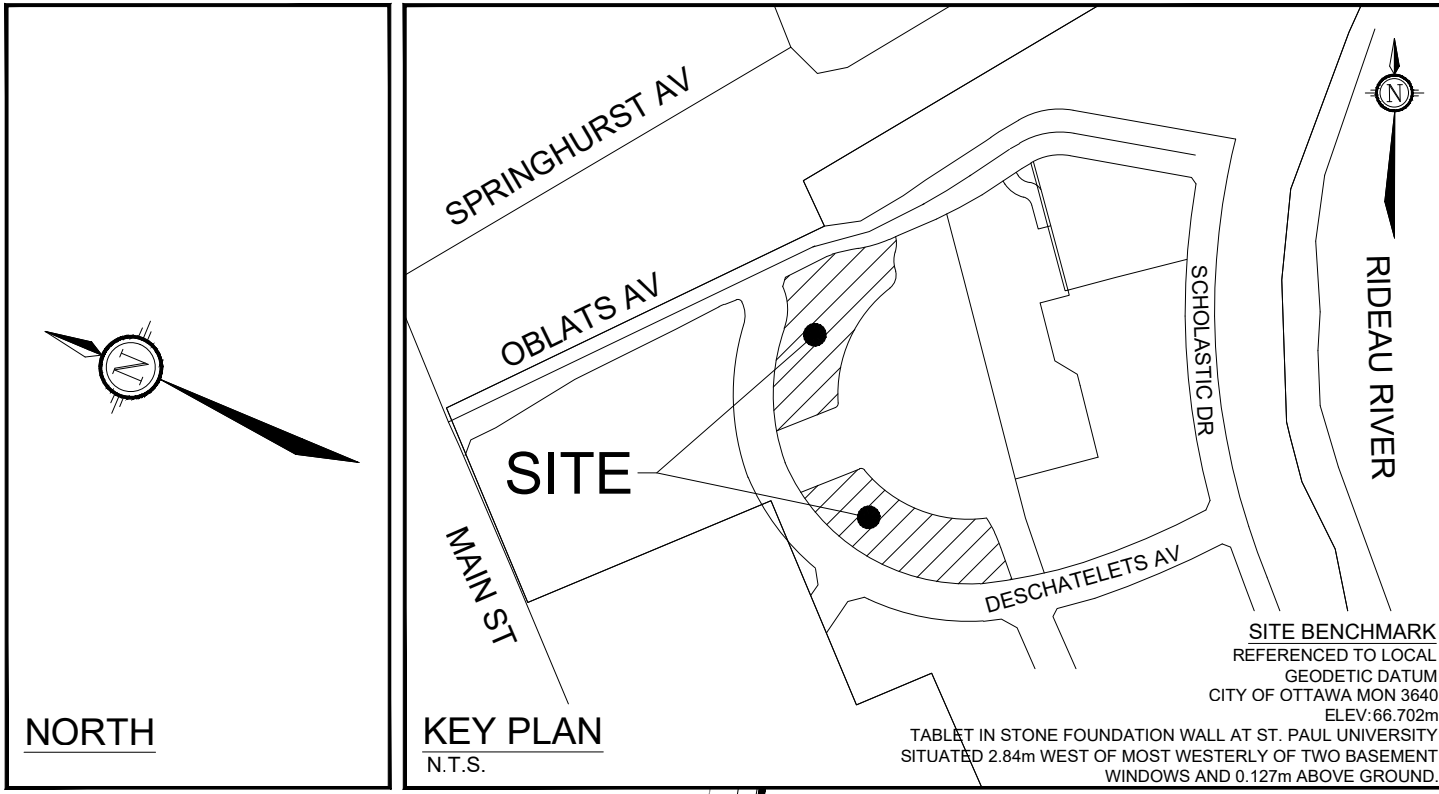 N
NORTH
SPRINGHURST AV
OBLATS AV
SITE
MAIN ST
SCHOLASTIC DR
DESCHATELETS AV
N
RIDEAU RIVER
KEY PLAN
N.T.S.
SITE BENCHMARK
REFERENCED TO LOCAL
GEODETIC DATUM
CITY OF OTTAWA MON 3640
ELEV:66.702m
TABLET IN STONE FOUNDATION WALL AT ST. PAUL UNIVERSITY
SITUATED 2.84m WEST OF MOST WESTERLY OF TWO BASEMENT
WINDOWS AND 0.127m ABOVE GROUND.